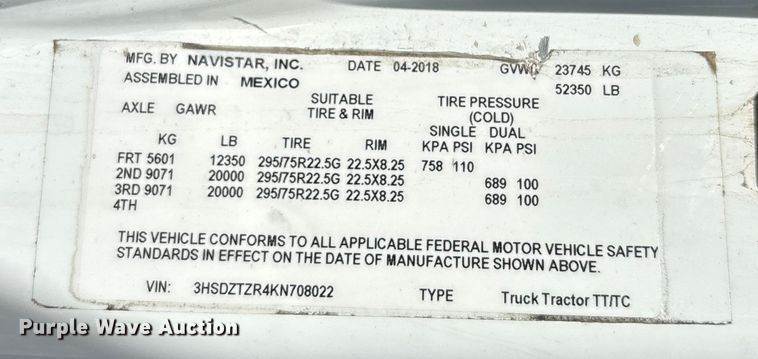 MFG. BY NAVISTAR, INC. DATE 04-2018 GVWR 23745 KG
ASSEMBLED IN MEXICO 52350 LB
AXLE GAWR SUITABLE TIRE & RIM TIRE PRESSURE (COLD)
SINGLE DUAL
KG LB TIRE RIM KPA PSI KPA PSI
FRT 5601 12350 295/75R22.5G 22.5X8.25 758 110
2ND 9071 20000 295/75R22.5G 22.5X8.25 689 100
3RD 9071 20000 295/75R22.5G 22.5X8.25 689 100
4TH
THIS VEHICLE CONFORMS TO ALL APPLICABLE FEDERAL MOTOR VEHICLE SAFETY
STANDARDS IN EFFECT ON THE DATE OF MANUFACTURE SHOWN ABOVE.
VIN: 3HSDZTZR4KN708022 TYPE Truck Tractor TT/TC
Purple Wave Auction